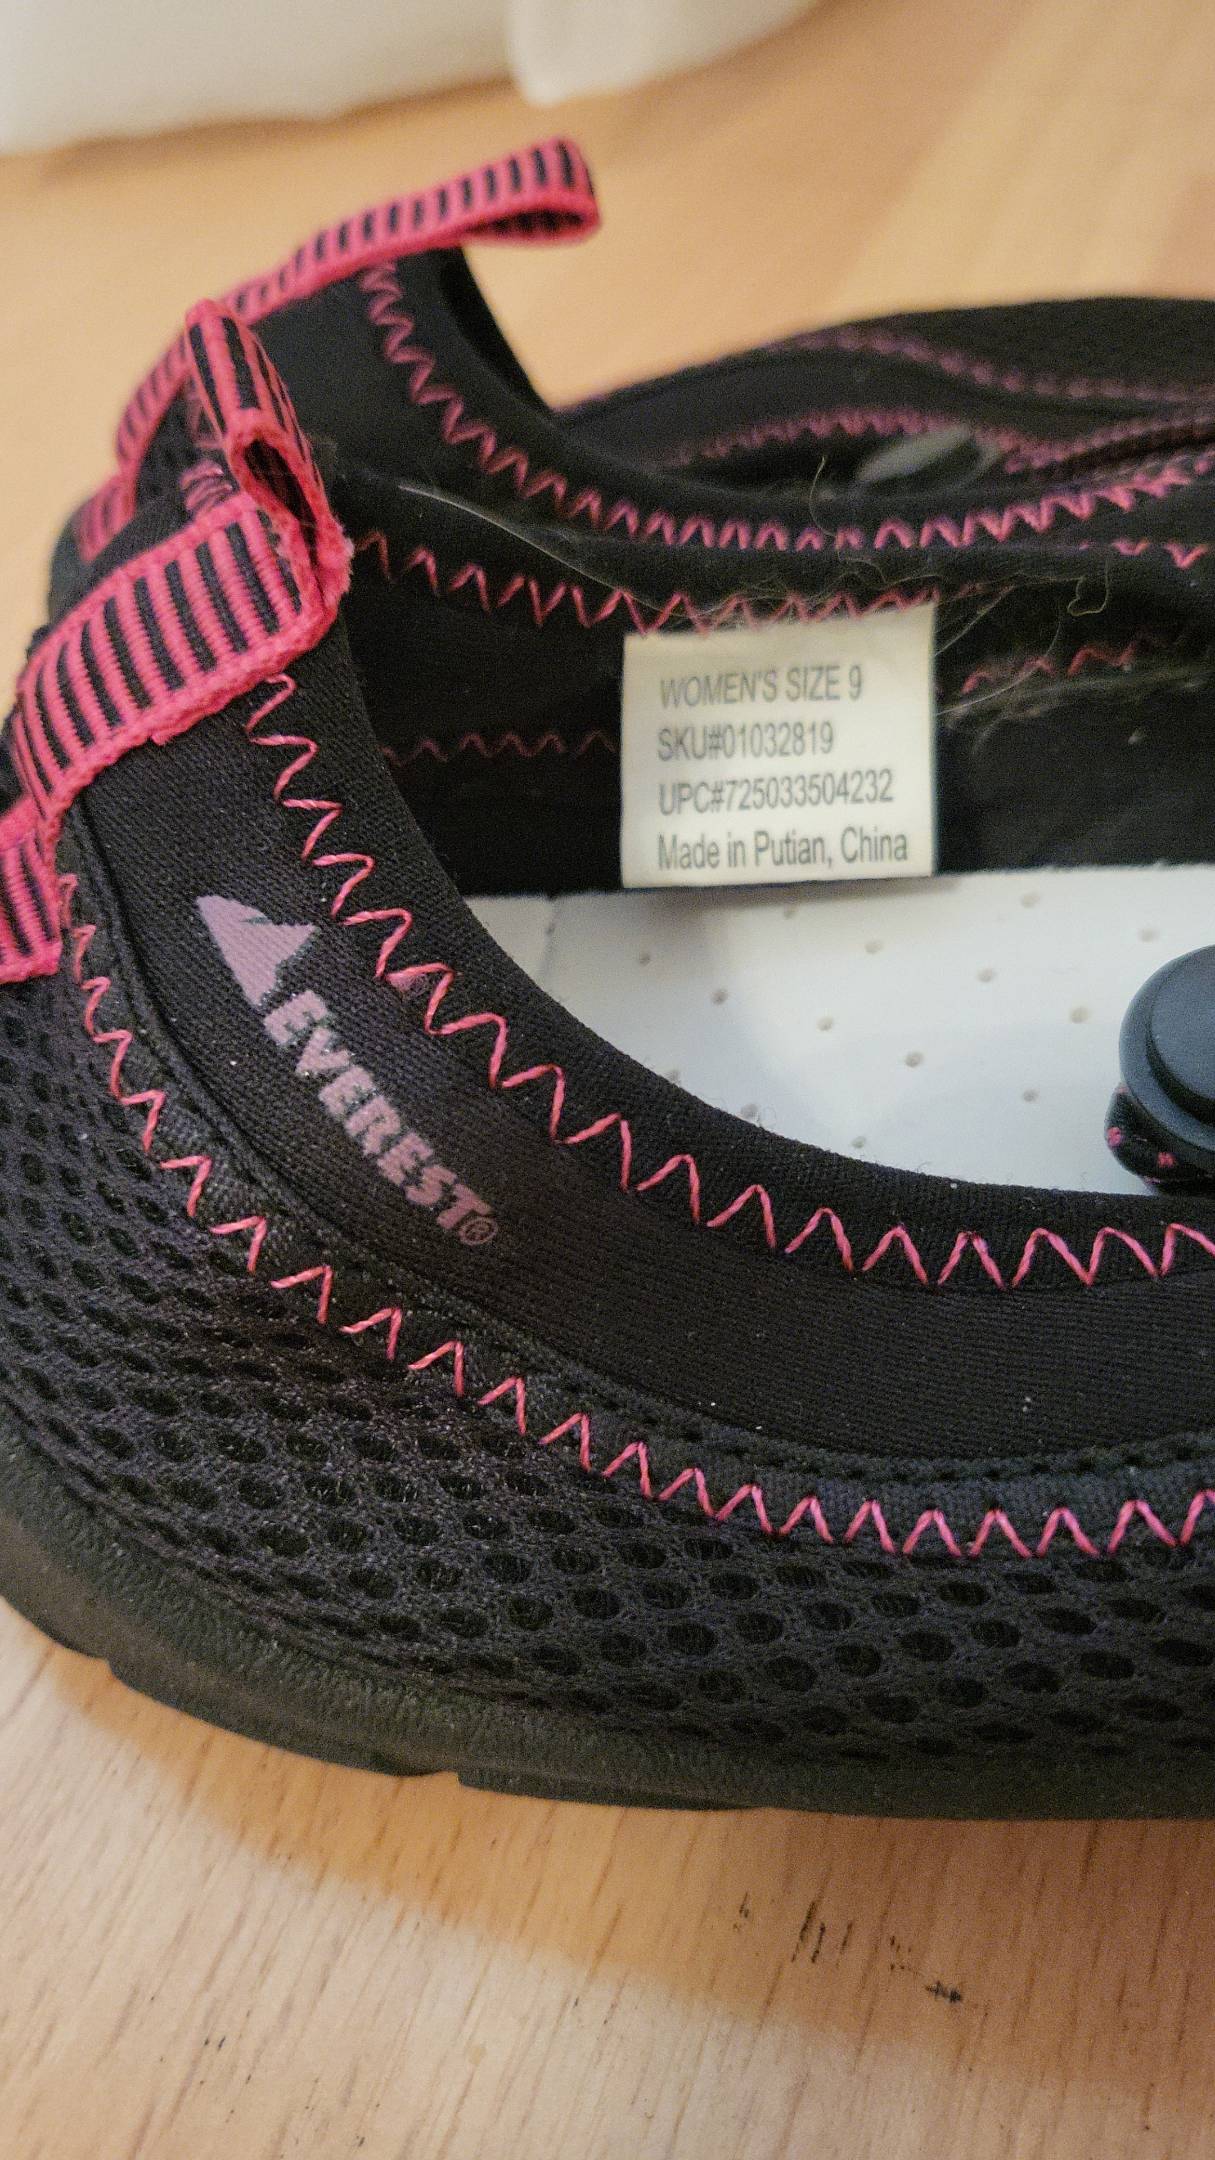 WOMEN'S SIZE 9
SKU#01032819
UPC#725033504232
Made in Putian, China
EVEREST®